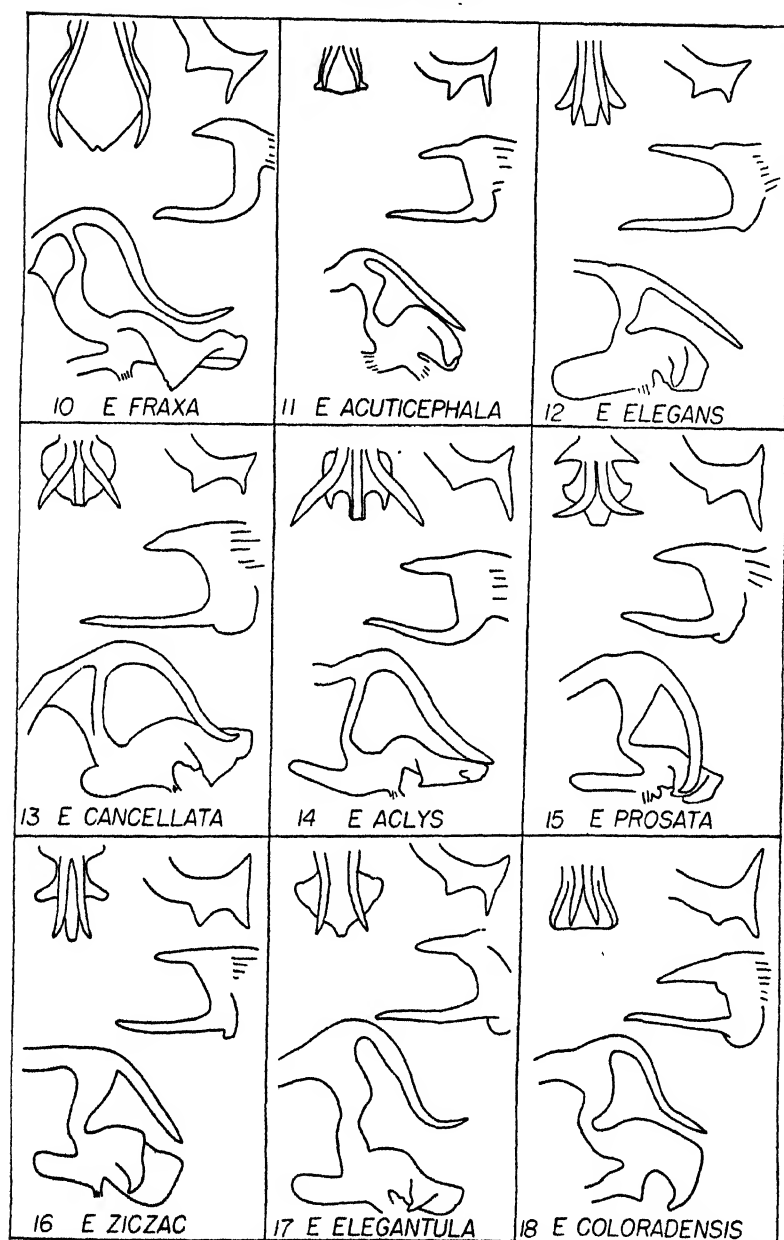 10 E FRAXA
11 E ACUTICEPHALA
12 E ELEGANS
13 E CANCELLATA
14 E ACLYS
15 E PROSATA
16 E ZICZAC
17 E ELEGANTULA
18 E COLORADENSIS